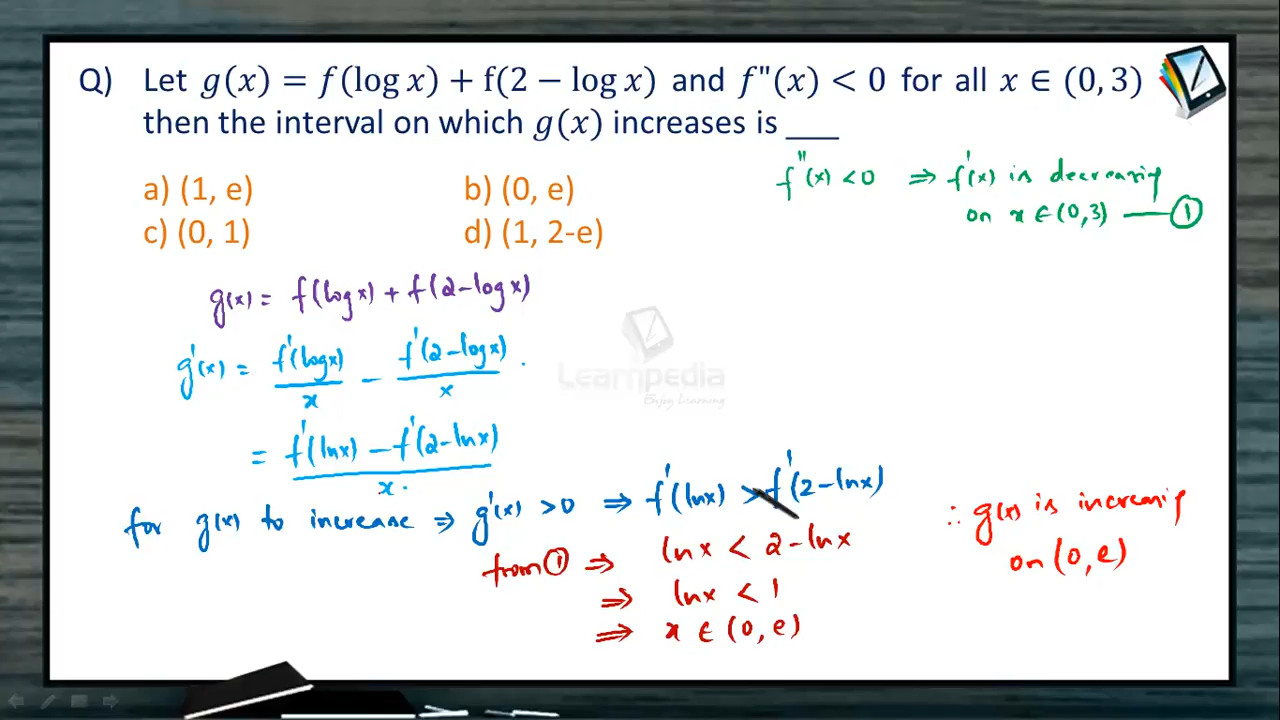 Q) Let g(x) = f(log x) + f(2 − log x) and f"(x) < 0 for all x ∈ (0, 3)
then the interval on which g(x) increases is ___
a) (1, e) b) (0, e)
c) (0, 1) d) (1, 2-e)
f"(x) < 0 ⇒ f'(x) is decreasing
on x ∈ (0,3) — ①
g(x) = f(log x) + f(2 − log x)
g'(x) = f'(log x)/x − f'(2 − log x)/x .
= f'(ln x) − f'(2 − ln x)/x .
for g(x) to increase ⇒ g'(x) > 0 ⇒ f'(ln x) > f'(2 − ln x)
from ① ⇒ ln x < 2 − ln x
⇒ ln x < 1
⇒ x ∈ (0, e)
∴ g(x) is increasing
on (0, e)
Learnpedia
Enjoy Learning